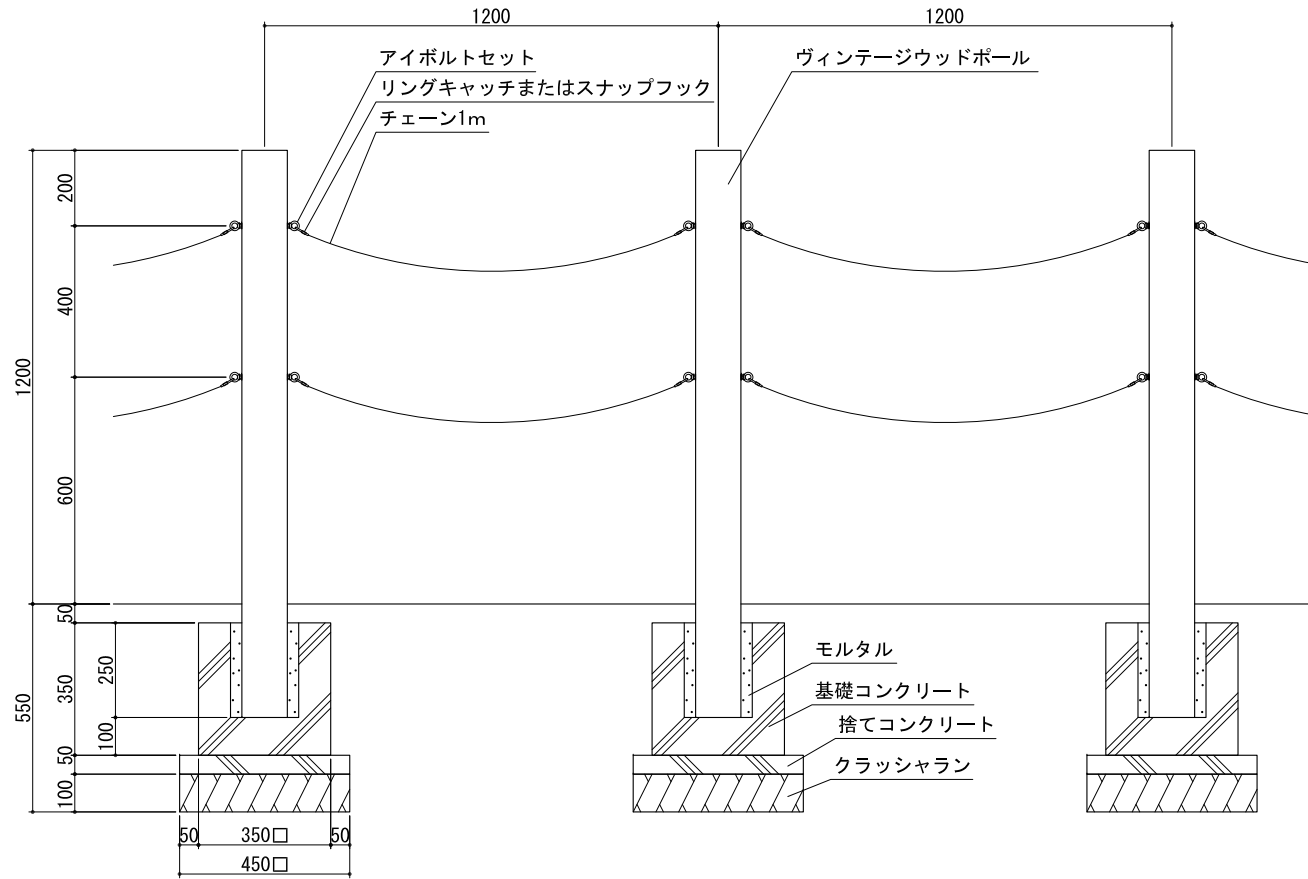 1200
1200
アイボルトセット
ヴィンテージウッドポール
リングキャッチまたはスナップフック
チェーン1m
200
400
1200
600
50
モルタル
250
350
基礎コンクリート
550
100
捨てコンクリート
50
クラッシャラン
100
50
350□
50
450□